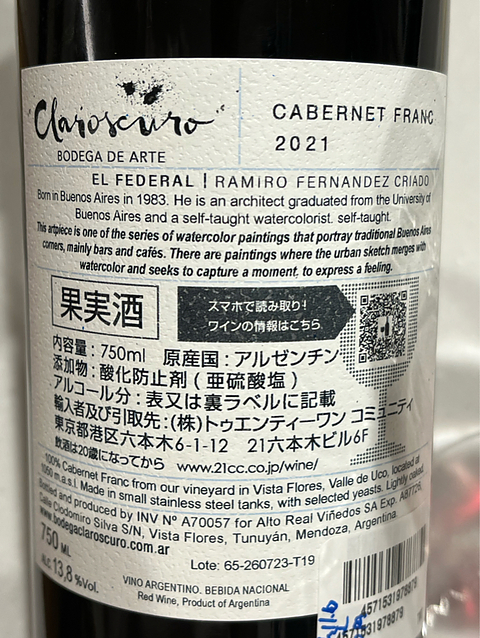 Claroscuro
BODEGA DE ARTE
CABERNET FRANC
2021
EL FEDERAL | RAMIRO FERNANDEZ CRIADO
Born in Buenos Aires in 1983. He is an architect graduated from the University of
Buenos Aires and a self-taught watercolorist. self-taught.
This artpiece is one of the series of watercolor paintings that portray traditional Buenos Aires
corners, mainly bars and cafés. There are paintings where the urban sketch merges with
watercolor and seeks to capture a moment, to express a feeling.
果実酒
スマホで読み取り!
ワインの情報はこちら
内容量:750ml 原産国:アルゼンチン
添加物:酸化防止剤(亜硫酸塩)
アルコール分:表又は裏ラベルに記載
輸入者及び引取先:(株)トゥエンティーワン コミュニティ
東京都港区六本木6-1-12 21六本木ビル6F
飲酒は20歳になってから www.21cc.co.jp/wine/
100% Cabernet Franc from our vineyard in Vista Flores, Valle de Uco, located at
1050 m.a.s.l. Made in small stainless steel tanks, with selected yeasts. Lightly oaked.
and produced by INV Nº A70057 for Alto Real Viñedos SA Exp.
Calle Clodomiro Silva S/N, Vista Flores, Tunuyán, Mendoza, Argentina.
www.bodegaclaroscuro.com.ar
750 ML
Lote: 65-260723-T19
ALC 13,8 %Vol.
VINO ARGENTINO. BEBIDA NACIONAL
Red Wine, Product of Argentina
4571531978879
4571531978879